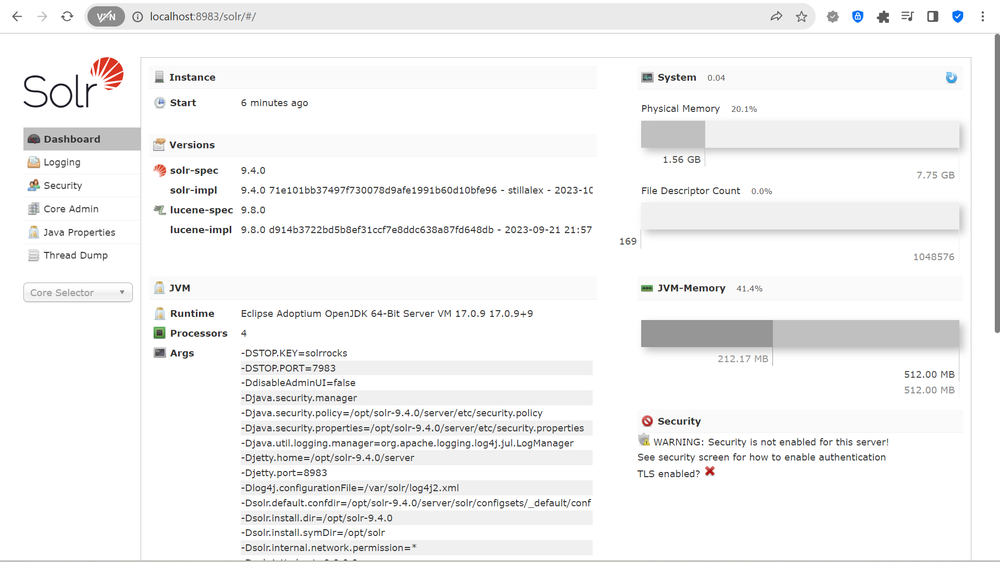 VPN
localhost:8983/solr/#/
Solr
Dashboard
Logging
Security
Core Admin
Java Properties
Thread Dump
Core Selector
Instance
Start 6 minutes ago
Versions
solr-spec 9.4.0
solr-impl 9.4.0 71e101bb37497f730078d9afe1991b60d10bfe96 - stillalex - 2023-10
lucene-spec 9.8.0
lucene-impl 9.8.0 d914b3722bd5b8ef31ccf7e8ddc638a87fd648db - 2023-09-21 21:57
JVM
Runtime Eclipse Adoptium OpenJDK 64-Bit Server VM 17.0.9 17.0.9+9
Processors 4
Args -DSTOP.KEY=solrrocks
-DSTOP.PORT=7983
-DdisableAdminUI=false
-Djava.security.manager
-Djava.security.policy=/opt/solr-9.4.0/server/etc/security.policy
-Djava.security.properties=/opt/solr-9.4.0/server/etc/security.properties
-Djava.util.logging.manager=org.apache.logging.log4j.jul.LogManager
-Djetty.home=/opt/solr-9.4.0/server
-Djetty.port=8983
-Dlog4j.configurationFile=/var/solr/log4j2.xml
-Dsolr.default.confdir=/opt/solr-9.4.0/server/solr/configsets/_default/conf
-Dsolr.install.dir=/opt/solr-9.4.0
-Dsolr.install.symDir=/opt/solr
-Dsolr.internal.network.permission=*
System 0.04
Physical Memory 20.1%
1.56 GB
7.75 GB
File Descriptor Count 0.0%
169
1048576
JVM-Memory 41.4%
212.17 MB
512.00 MB
512.00 MB
Security
WARNING: Security is not enabled for this server!
See security screen for how to enable authentication
TLS enabled?